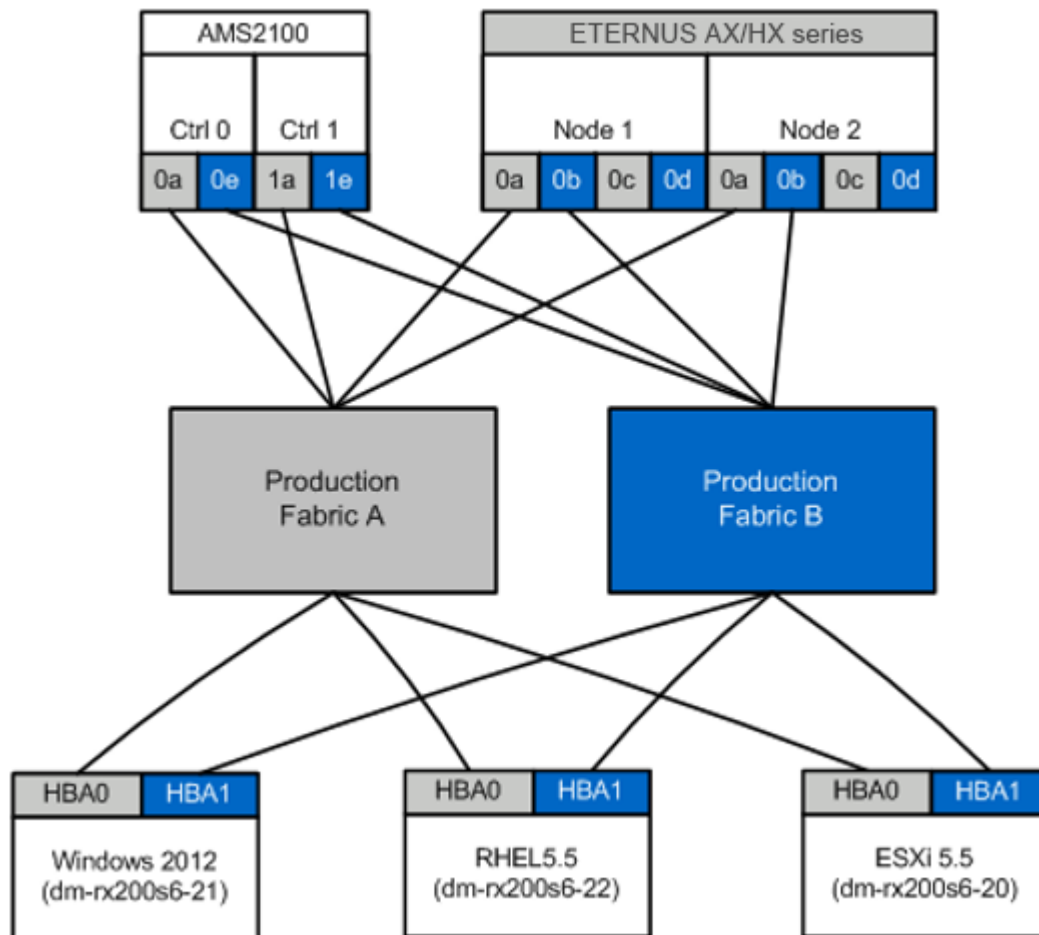 AMS2100
ETERNUS AX/HX series
Ctrl 0
Ctrl 1
Node 1
Node 2
0a
0e
1a
1e
0a
0b
0c
0d
0a
0b
0c
0d
Production
Fabric A
Production
Fabric B
HBA0
HBA1
HBA0
HBA1
HBA0
HBA1
Windows 2012
(dm-rx200s6-21)
RHEL5.5
(dm-rx200s6-22)
ESXi 5.5
(dm-rx200s6-20)